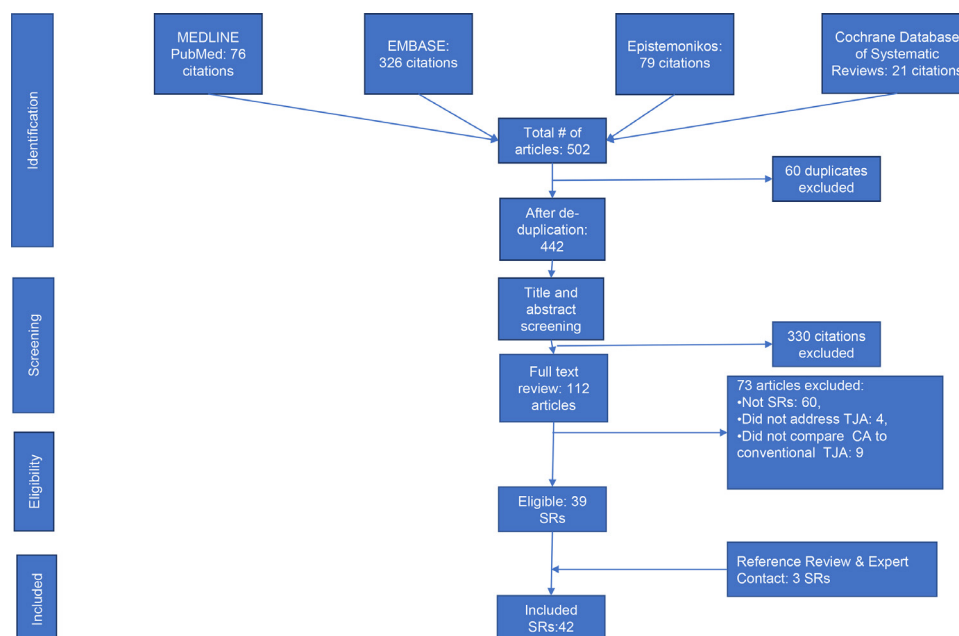 Identification
MEDLINE
PubMed: 76
citations
EMBASE:
326 citations
Epistemonikos:
79 citations
Cochrane Database
of Systematic
Reviews: 21 citations
Total # of
articles: 502
60 duplicates
excluded
After de-
duplication:
442
Screening
Title and
abstract
screening
330 citations
excluded
Full text
review: 112
articles
73 articles excluded:
•Not SRs: 60,
•Did not address TJA: 4,
•Did not compare CA to
conventional TJA: 9
Eligibility
Eligible: 39
SRs
Included
Reference Review & Expert
Contact: 3 SRs
Included
SRs:42